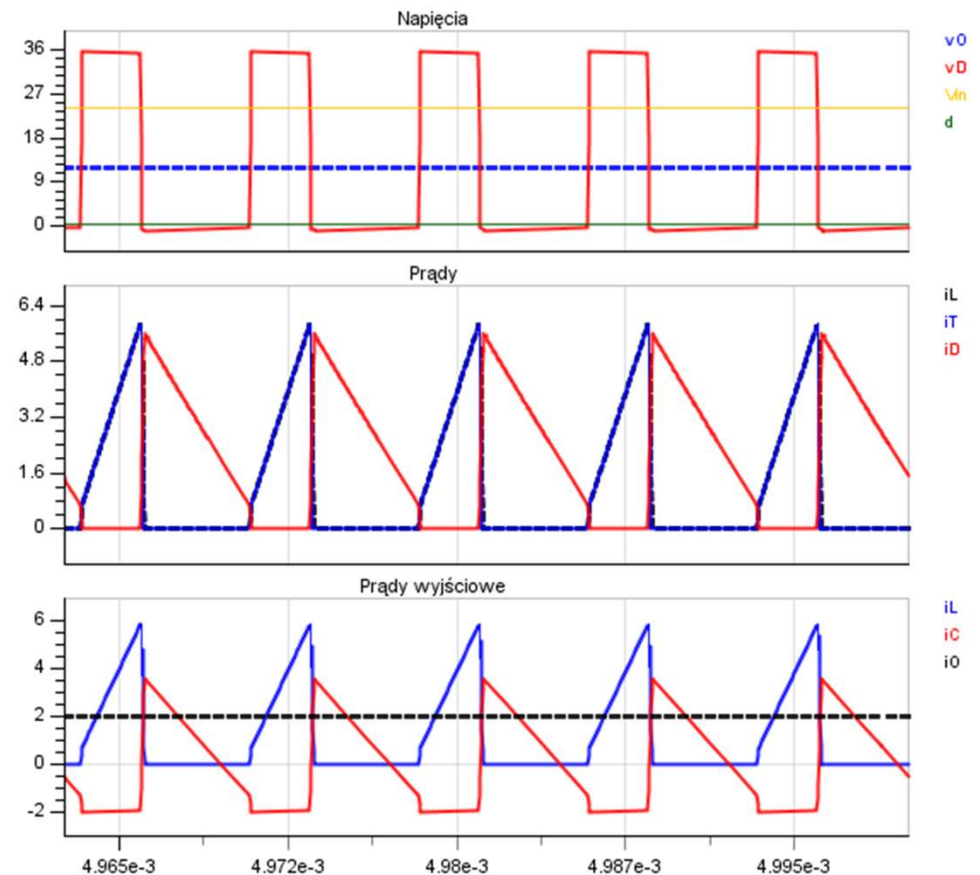 Napięcia
36
27
18
9
0
vO
vD
Vin
d
Prądy
6.4
4.8
3.2
1.6
0
iL
iT
iD
Prądy wyjściowe
6
4
2
0
-2
iL
iC
iO
4.965e-3 4.972e-3 4.98e-3 4.987e-3 4.995e-3